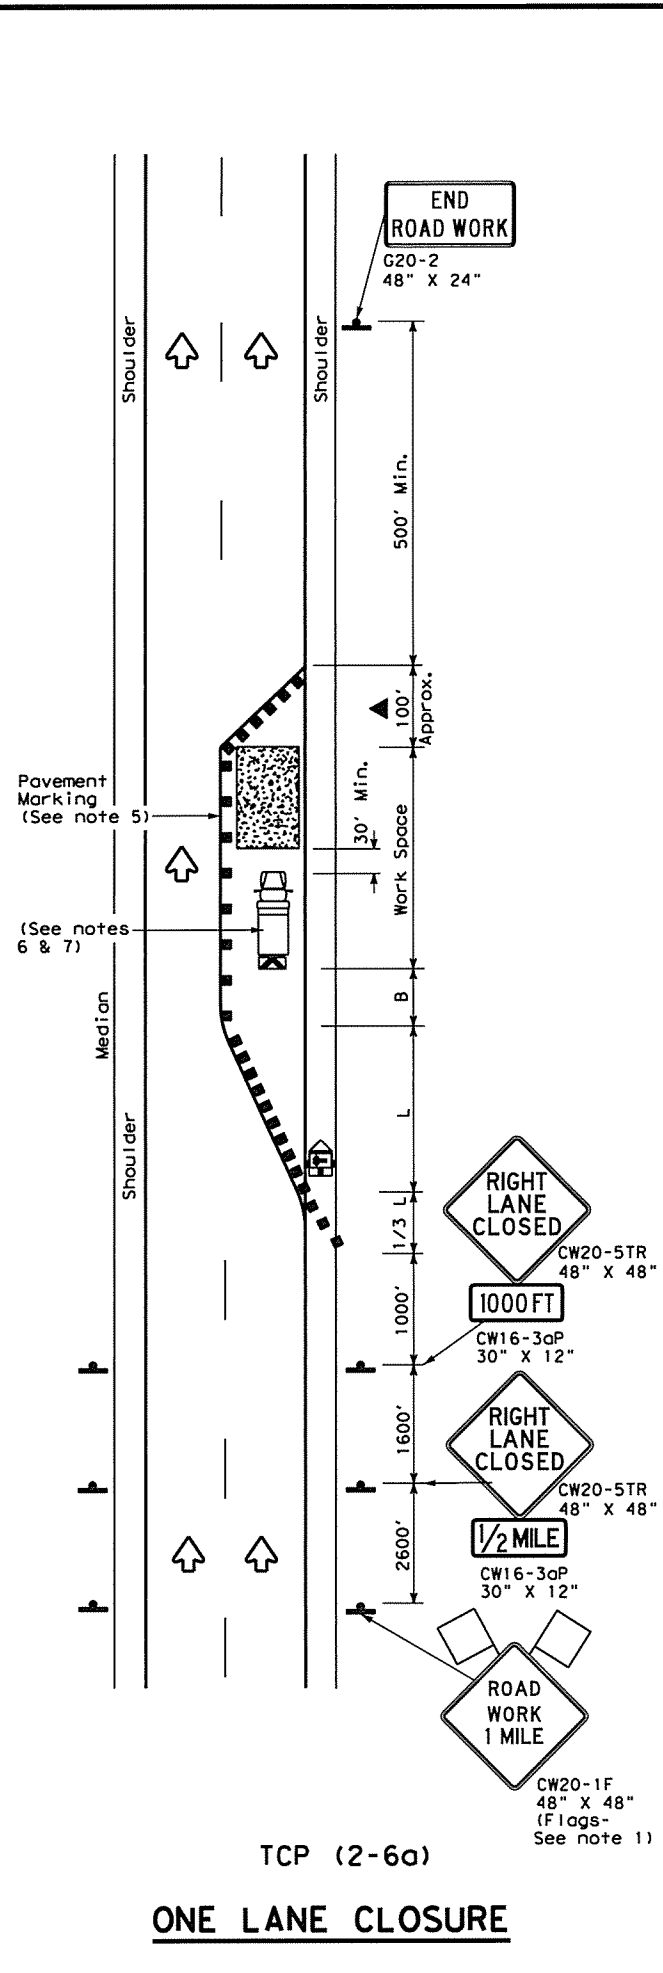 END
ROAD WORK
G20-2
48" X 24"
Shoulder
Shoulder
500' Min.
100'
Approx.
Pavement
Marking
(See note 5)
30' Min.
Work Space
(See notes
6 & 7)
B
Median
L
Shoulder
RIGHT
LANE
CLOSED
1/3 L
CW20-5TR
48" X 48"
1000 FT
1000'
CW16-3aP
30" X 12"
RIGHT
LANE
CLOSED
1600'
CW20-5TR
48" X 48"
1/2 MILE
2600'
CW16-3aP
30" X 12"
ROAD
WORK
1 MILE
CW20-1F
48" X 48"
(Flags-
See note 1)
TCP (2-6a)
ONE LANE CLOSURE